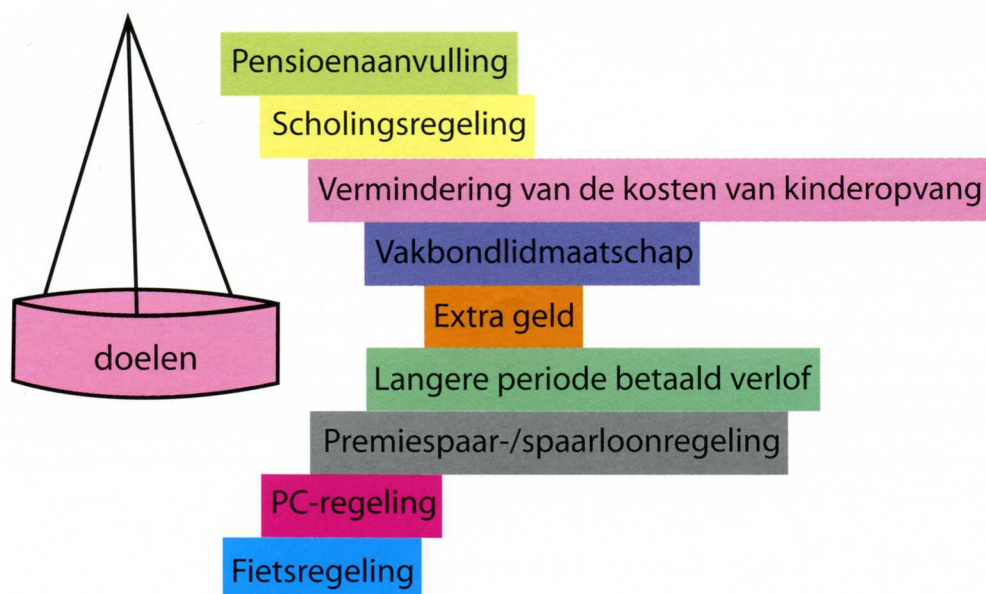 Pensioenaanvulling
Scholingsregeling
Vermindering van de kosten van kinderopvang
Vakbondlidmaatschap
Extra geld
doelen
Langere periode betaald verlof
Premiespaar-/spaarloonregeling
PC-regeling
Fietsregeling